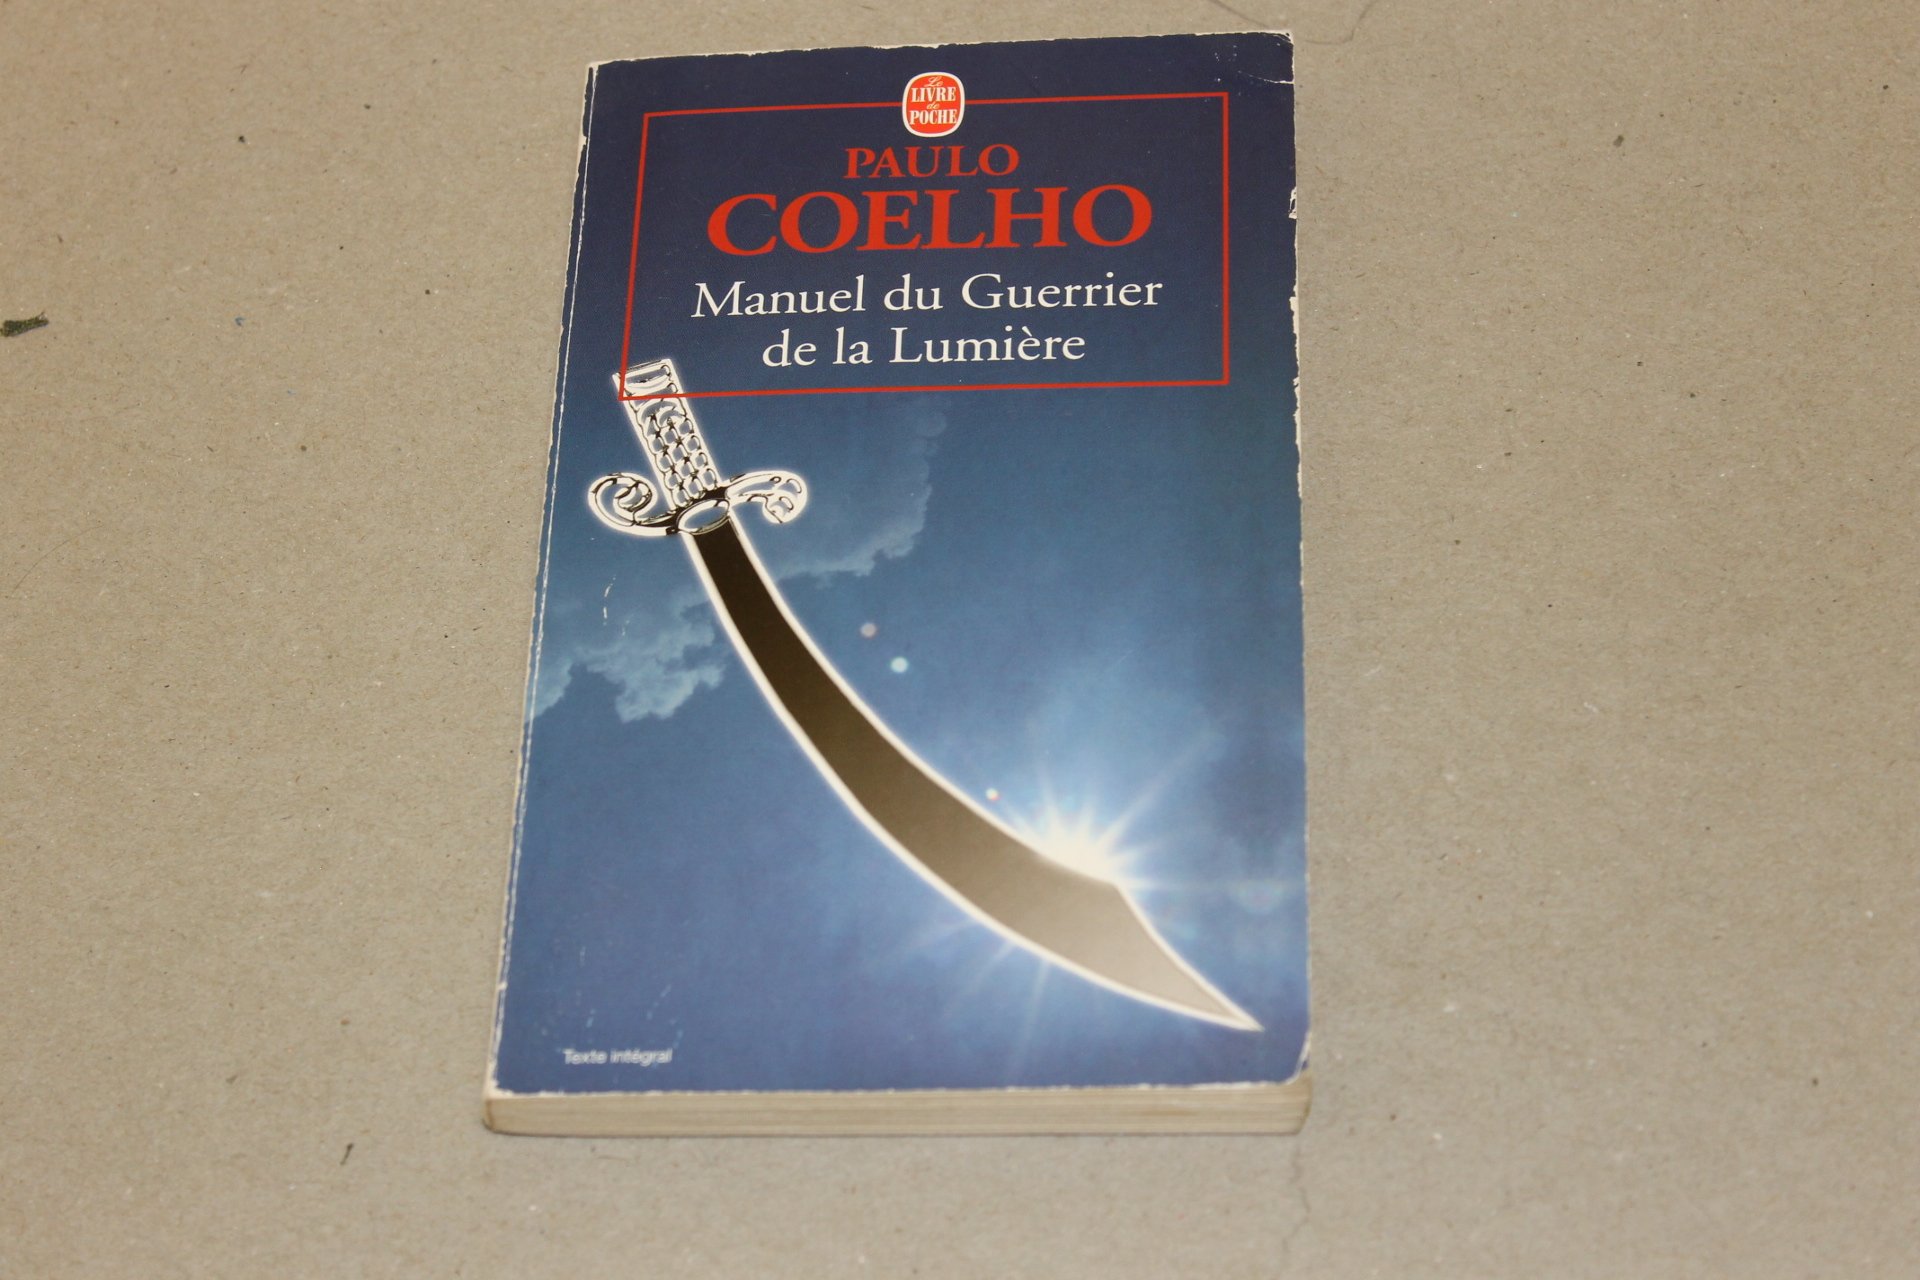 Le
LIVRE
de
POCHE
PAULO
COELHO
Manuel du Guerrier
de la Lumière
Texte intégral